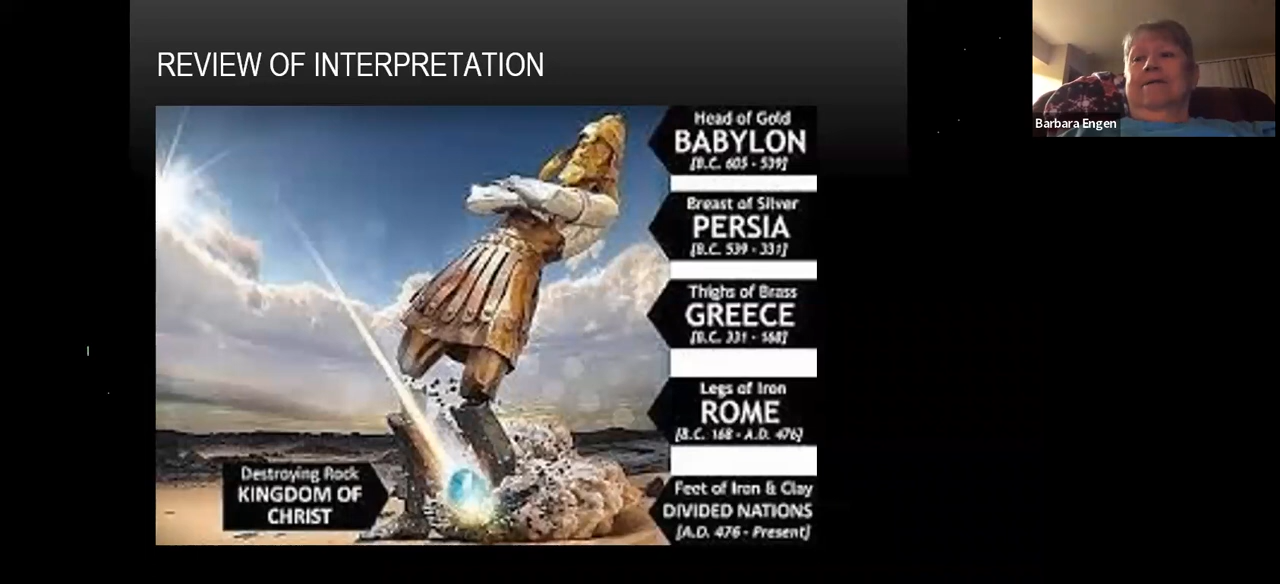 REVIEW OF INTERPRETATION
Barbara Engen
Head of Gold
BABYLON
[B.C. 605 - 539]
Breast of Silver
PERSIA
[B.C. 539 - 331]
Thighs of Brass
GREECE
[B.C. 331 - 168]
Legs of Iron
ROME
[B.C. 168 - A.D. 476]
Feet of Iron & Clay
DIVIDED NATIONS
[A.D. 476 - Present]
Destroying Rock
KINGDOM OF
CHRIST